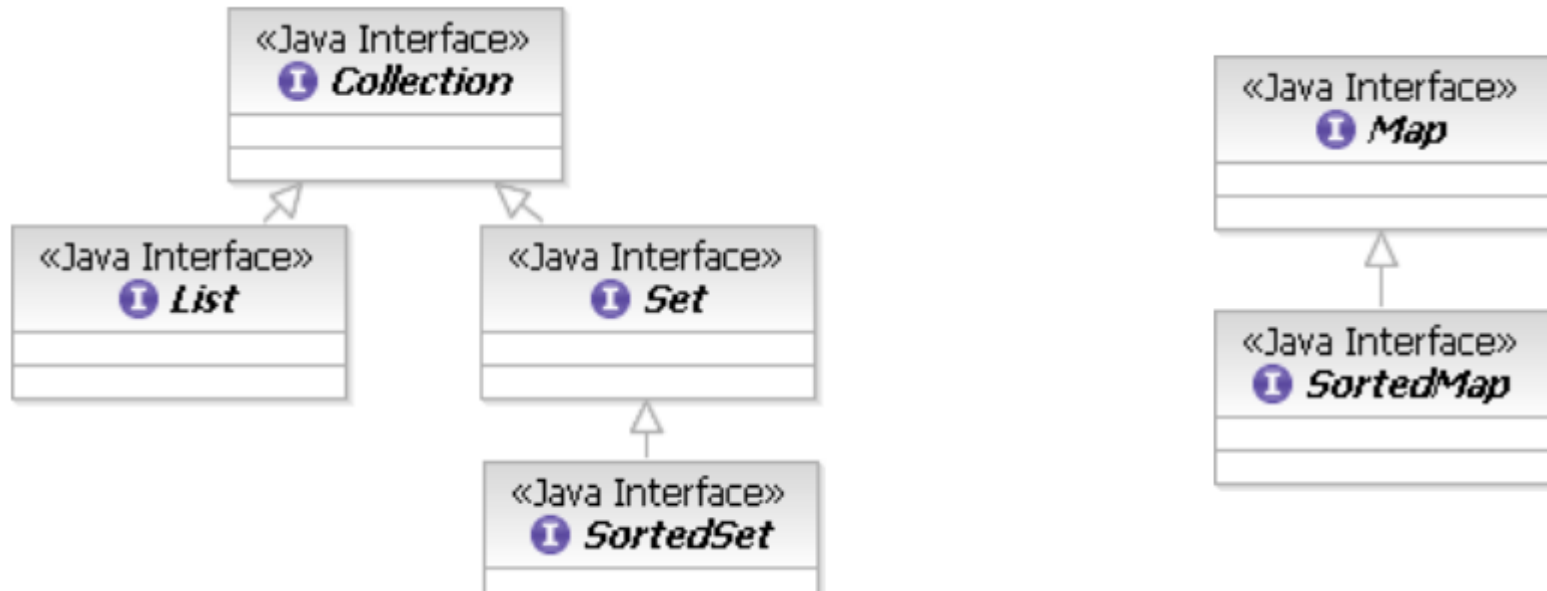 «Java Interface»
I Collection
«Java Interface»
I List
«Java Interface»
I Set
«Java Interface»
I SortedSet
«Java Interface»
I Map
«Java Interface»
I SortedMap